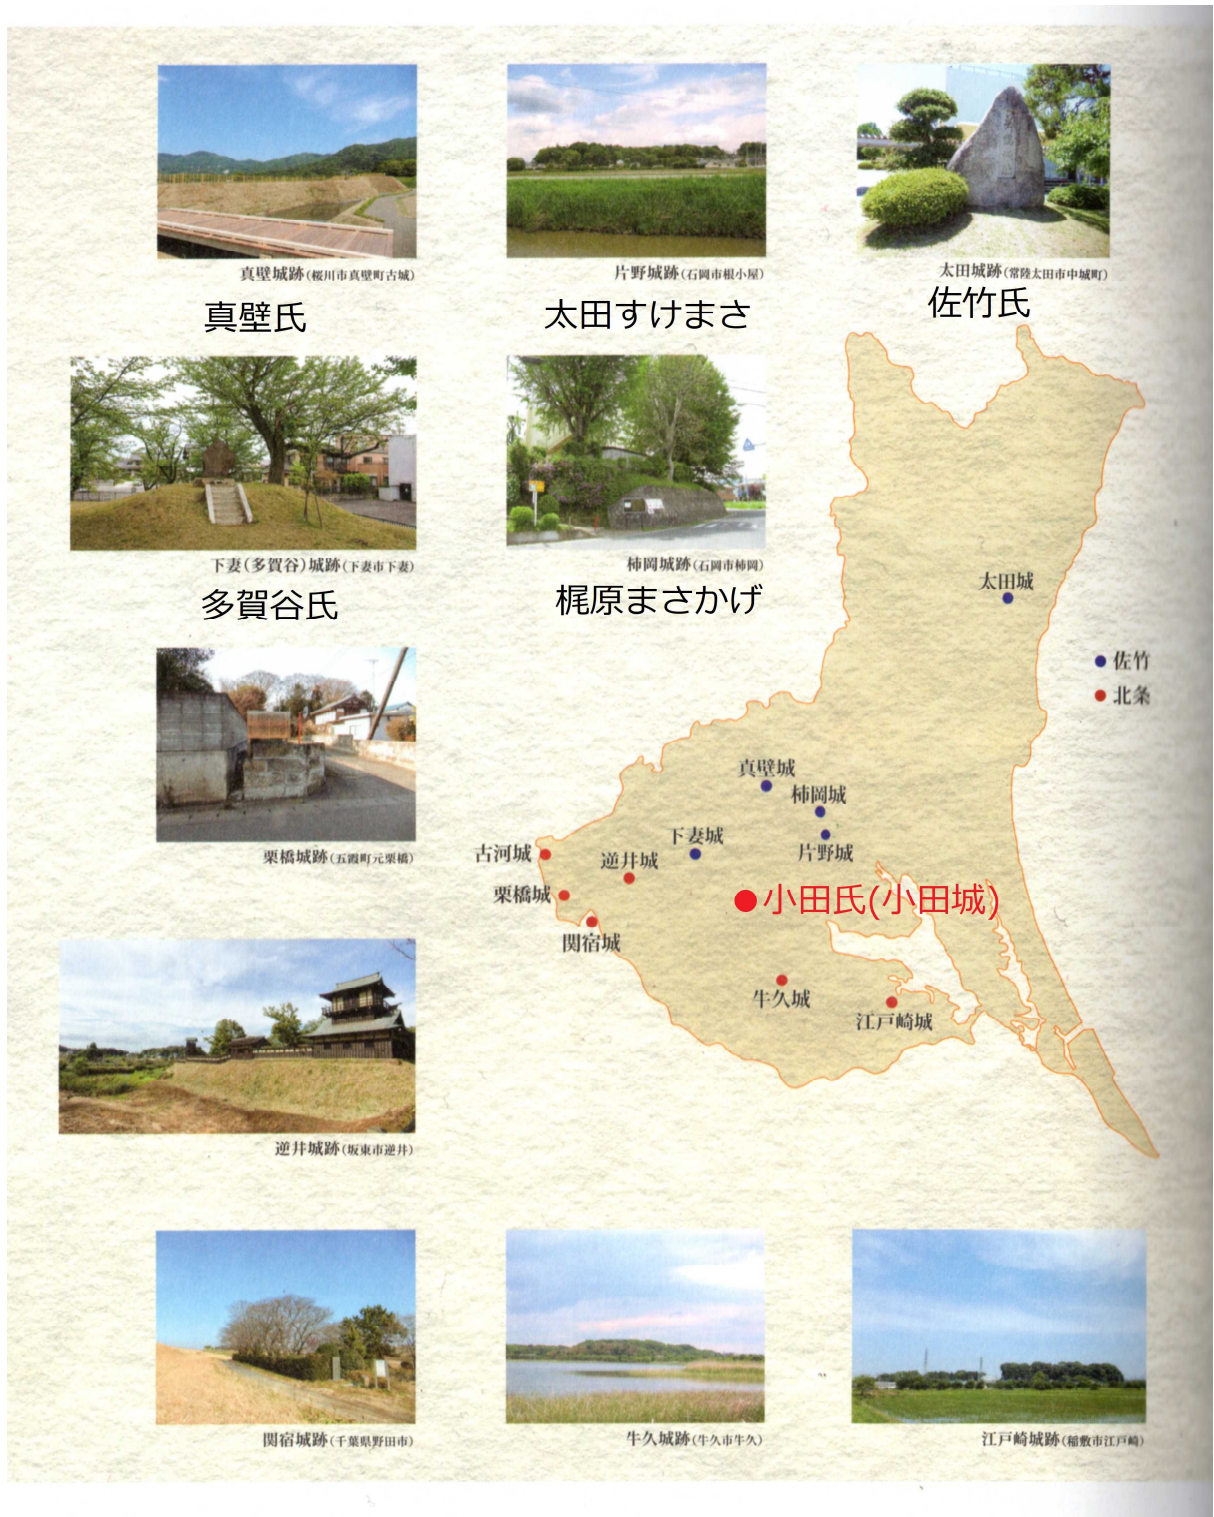 真壁城跡(桜川市真壁町古城)
真壁氏
片野城跡(石岡市根小屋)
太田すけまさ
太田城跡(常陸太田市中城町)
佐竹氏
下妻(多賀谷)城跡(下妻市下妻)
多賀谷氏
柿岡城跡(石岡市柿岡)
梶原まさかげ
太田城
佐竹
北条
真壁城
柿岡城
下妻城
片野城
古河城
逆井城
栗橋城
小田氏(小田城)
関宿城
牛久城
江戸崎城
栗橋城跡(五霞町元栗橋)
逆井城跡(坂東市逆井)
関宿城跡(千葉県野田市)
牛久城跡(牛久市牛久)
江戸崎城跡(稲敷市江戸崎)